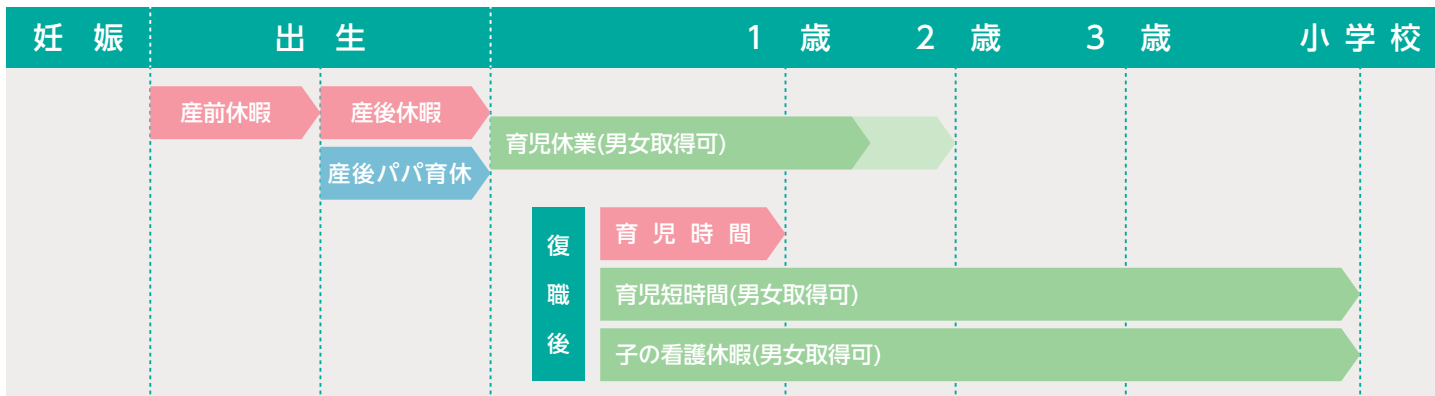 妊娠 出生 1歳 2歳 3歳 小学校
産前休暇 産後休暇
育児休業(男女取得可)
産後パパ育休
復職後
育児時間
育児短時間(男女取得可)
子の看護休暇(男女取得可)